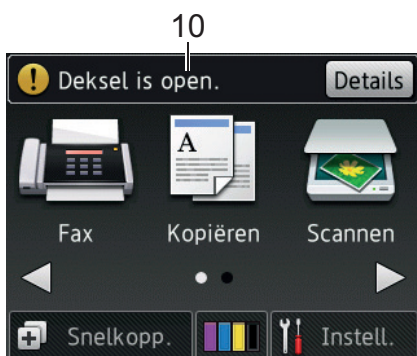 10
Deksel is open. Details
A
Fax Kopiëren Scannen
Snelkopp. Instell.